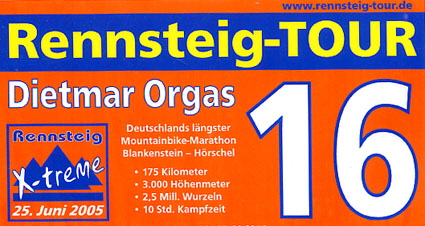 www.rennsteig-tour.de
Rennsteig-TOUR
Dietmar Orgas
16
Deutschlands längster
Mountainbike-Marathon
Blankenstein – Hörschel
• 175 Kilometer
• 3.000 Höhenmeter
• 2,5 Mill. Wurzeln
• 10 Std. Kampfzeit
Rennsteig
X-treme
25. Juni 2005